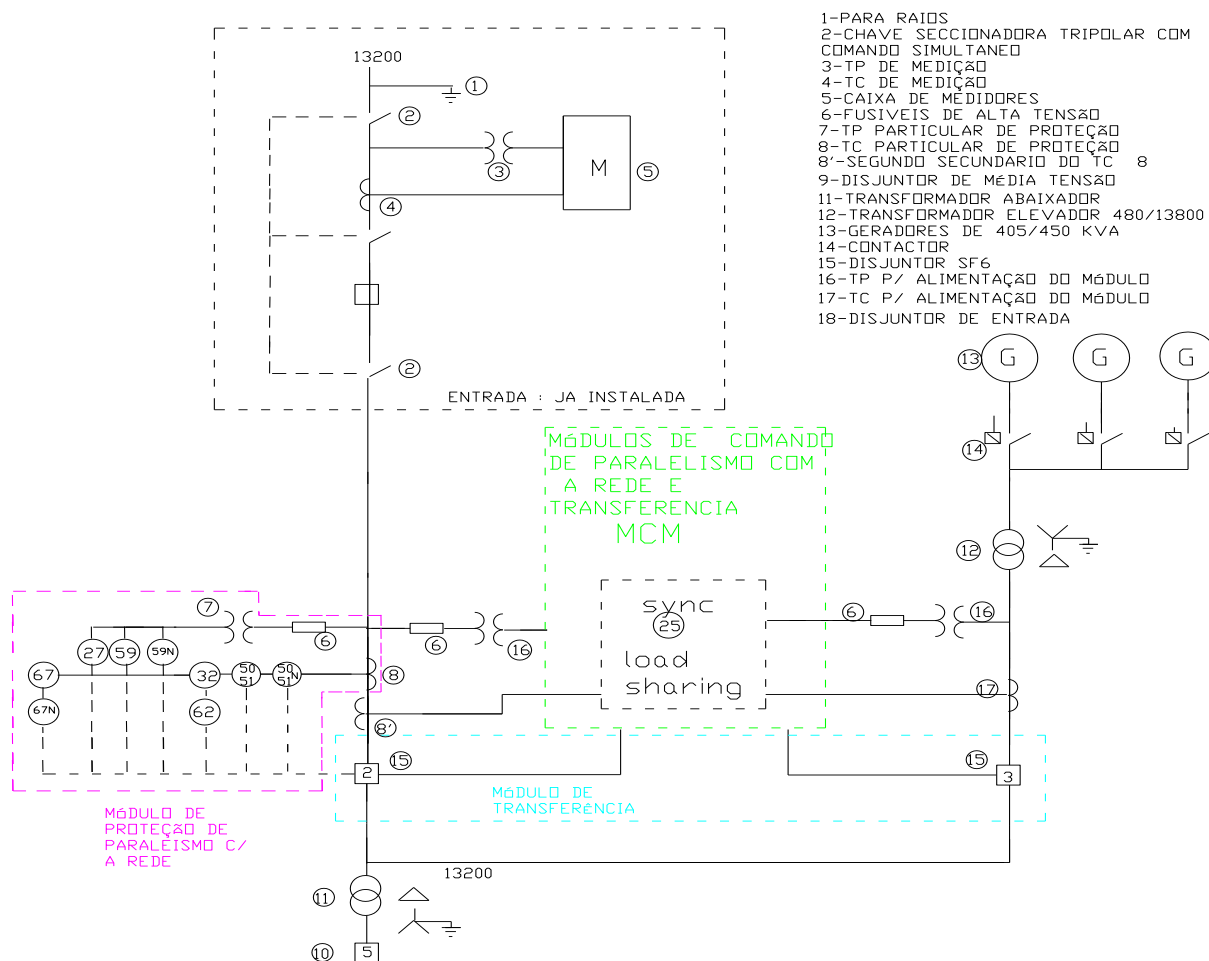 1-PARA RAIOS
2-CHAVE SECCIONADORA TRIPOLAR COM
COMANDO SIMULTANEO
3-TP DE MEDIÇÃO
4-TC DE MEDIÇÃO
5-CAIXA DE MEDIDORES
6-FUSIVEIS DE ALTA TENSÃO
7-TP PARTICULAR DE PROTEÇÃO
8-TC PARTICULAR DE PROTEÇÃO
8'-SEGUNDO SECUNDARIO DO TC 8
9-DISJUNTOR DE MÉDIA TENSÃO
11-TRANSFORMADOR ABAIXADOR
12-TRANSFORMADOR ELEVADOR 480/13800
13-GERADORES DE 405/450 KVA
14-CONTACTOR
15-DISJUNTOR SF6
16-TP P/ ALIMENTAÇÃO DO MÓDULO
17-TC P/ ALIMENTAÇÃO DO MÓDULO
18-DISJUNTOR DE ENTRADA
13200
1
2
3
M
5
4
2
ENTRADA : JA INSTALADA
13
G
G
G
14
12
MÓDULOS DE COMANDO
DE PARALELISMO COM
A REDE E
TRANSFERENCIA
MCM
sync
25
load
sharing
7
6
6
16
6
16
27
59
59N
67
32
50
51
50
51
N
8
67N
62
8'
17
2
15
15
3
MÓDULO DE
TRANSFERÊNCIA
MÓDULO DE
PROTEÇÃO DE
PARALEISMO C/
A REDE
13200
11
10
5